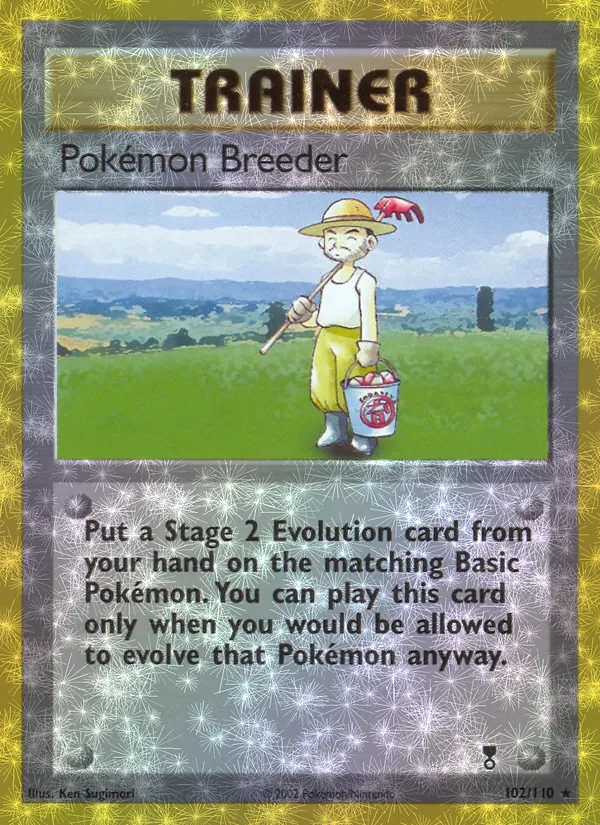 TRAINER
Pokémon Breeder
Put a Stage 2 Evolution card from
your hand on the matching Basic
Pokémon. You can play this card
only when you would be allowed
to evolve that Pokémon anyway.
Illus. Ken Sugimori © 2002 Pokémon/Nintendo 102/110 ★